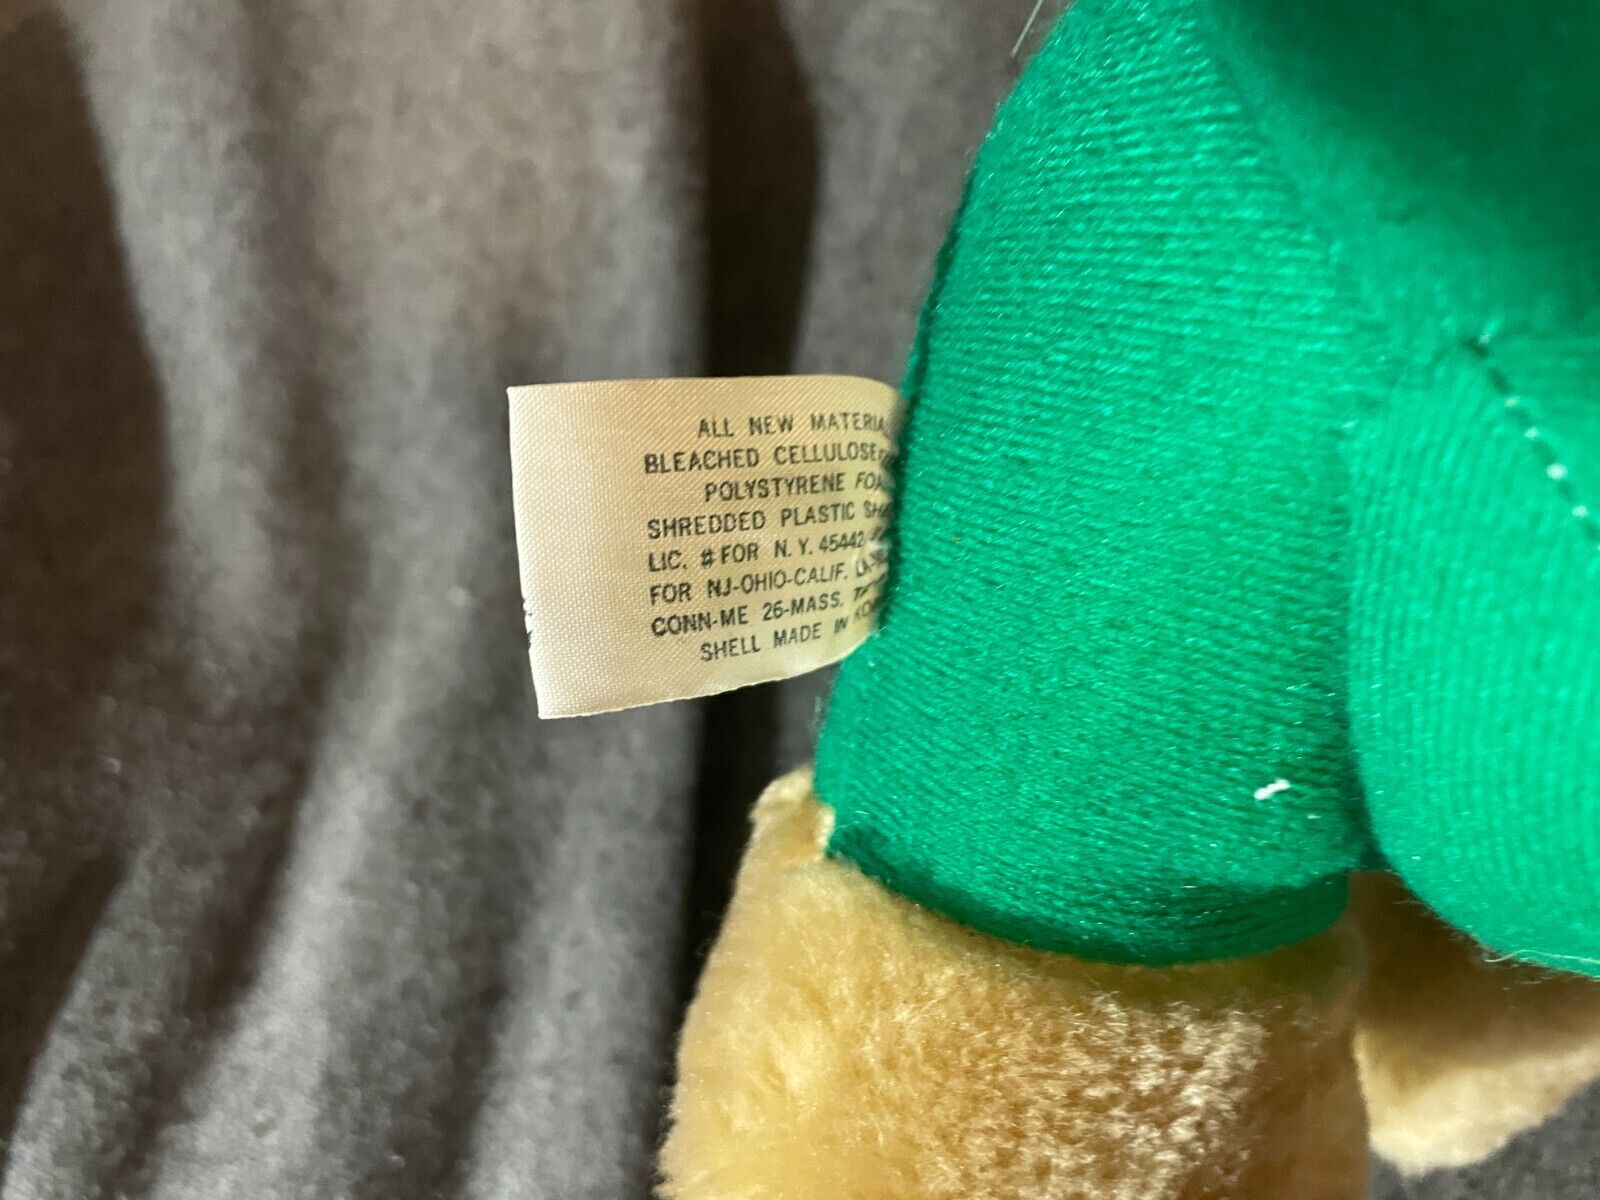 ALL NEW MATERIA
BLEACHED CELLULOSE
POLYSTYRENE FOA
SHREDDED PLASTIC
LIC. # FOR N. Y. 45442
FOR NJ-OHIO-CALIF.
CONN-ME 26-MASS.
SHELL MADE IN